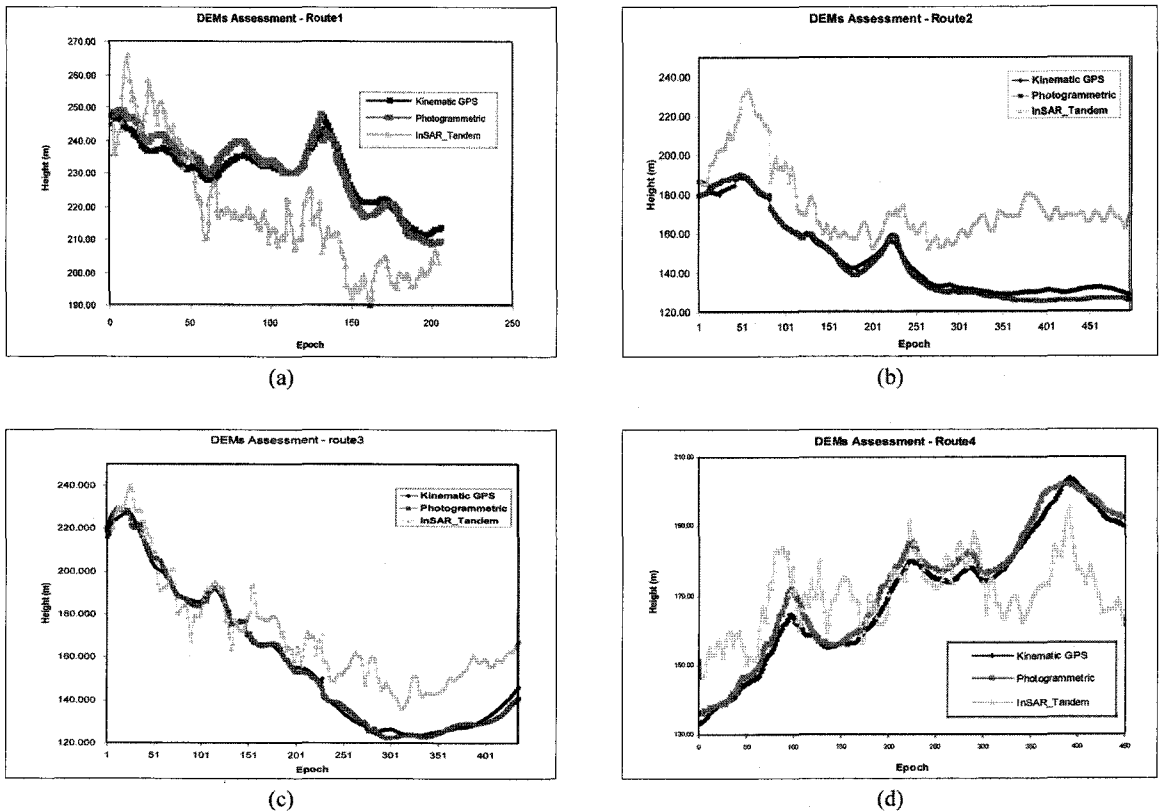 DEMs Assessment - Route1
270.00
260.00
250.00
240.00
230.00
220.00
210.00
200.00
190.00
Height (m)
0
50
100
150
200
250
Epoch
Kinematic GPS
Photogrammetric
InSAR_Tandem
(a)
DEMs Assessment - Route2
240.00
220.00
200.00
180.00
160.00
140.00
120.00
Height (m)
1
51
101
151
201
251
301
351
401
451
Epoch
Kinematic GPS
Photogrammetric
InSAR_Tandem
(b)
DEMs Assessment - route3
240.000
220.000
200.000
180.000
160.000
140.000
120.000
Height (m)
1
51
101
151
201
251
301
351
401
Epoch
Kinematic GPS
Photogrammetric
InSAR_Tandem
(c)
DEMs Assessment - Route4
210.00
190.00
170.00
150.00
130.00
Height (m)
0
50
100
150
200
250
300
350
400
450
Epoch
Kinematic GPS
Photogrammetric
InSAR_Tandem
(d)